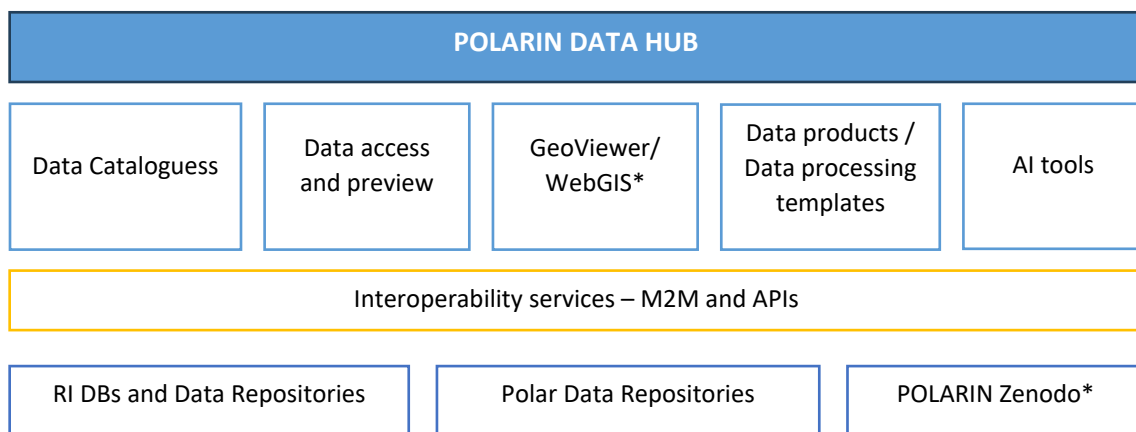 POLARIN DATA HUB
Data Cataloguess
Data access
and preview
GeoViewer/
WebGIS*
Data products /
Data processing
templates
AI tools
Interoperability services – M2M and APIs
RI DBs and Data Repositories
Polar Data Repositories
POLARIN Zenodo*